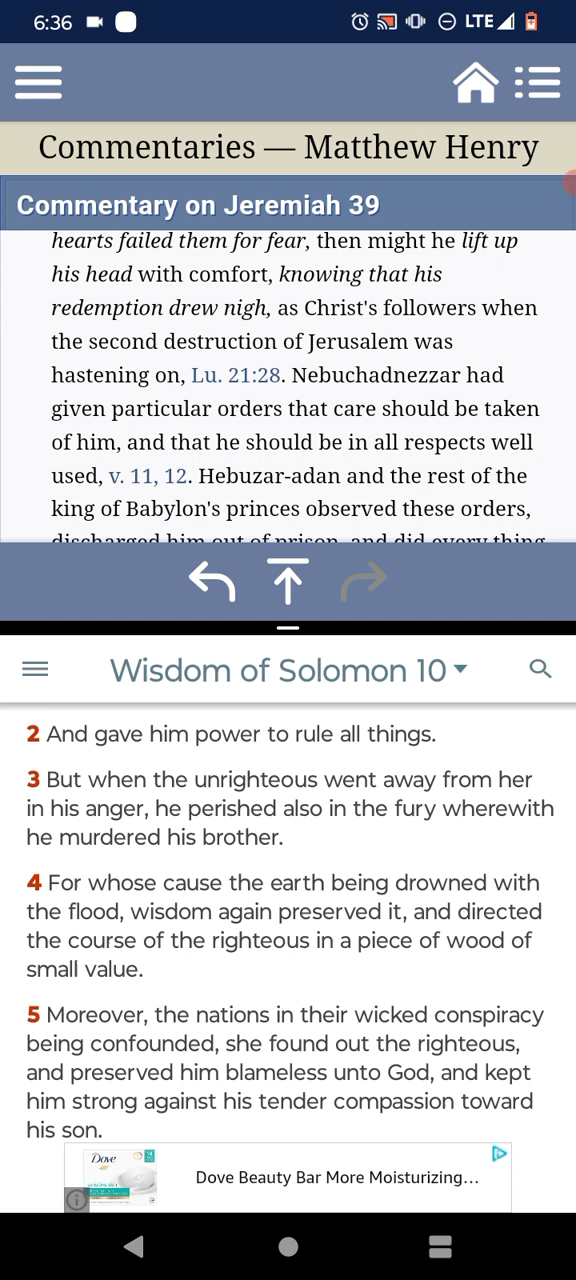 6:36
LTE
Commentaries — Matthew Henry
Commentary on Jeremiah 39
hearts failed them for fear, then might he lift up
his head with comfort, knowing that his
redemption drew nigh, as Christ's followers when
the second destruction of Jerusalem was
hastening on, Lu. 21:28. Nebuchadnezzar had
given particular orders that care should be taken
of him, and that he should be in all respects well
used, v. 11, 12. Hebuzar-adan and the rest of the
king of Babylon's princes observed these orders,
discharged him out of prison, and did every thing
Wisdom of Solomon 10
2 And gave him power to rule all things.
3 But when the unrighteous went away from her
in his anger, he perished also in the fury wherewith
he murdered his brother.
4 For whose cause the earth being drowned with
the flood, wisdom again preserved it, and directed
the course of the righteous in a piece of wood of
small value.
5 Moreover, the nations in their wicked conspiracy
being confounded, she found out the righteous,
and preserved him blameless unto God, and kept
him strong against his tender compassion toward
his son.
Dove
Dove Beauty Bar More Moisturizing...